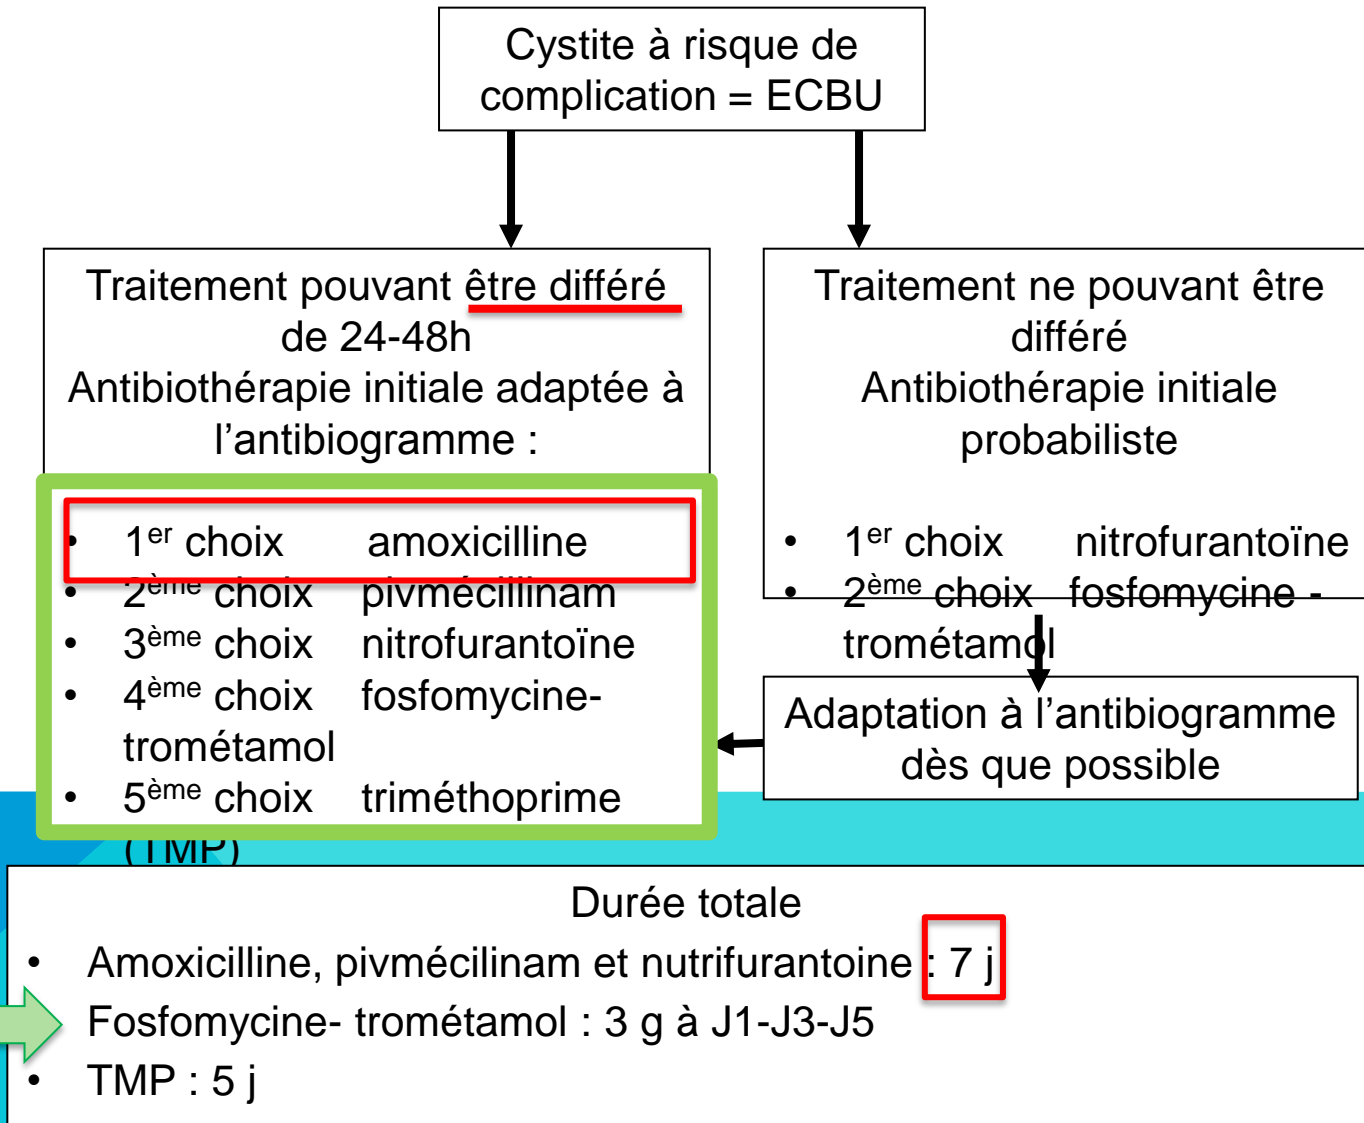 Cystite à risque de
complication = ECBU
Traitement pouvant être différé
de 24-48h
Antibiothérapie initiale adaptée à
l’antibiogramme :
• 1er choix amoxicilline
• 2ème choix pivmécillinam
• 3ème choix nitrofurantoïne
• 4ème choix fosfomycine-
trométamol
• 5ème choix triméthoprime
(TMP)
Traitement ne pouvant être
différé
Antibiothérapie initiale
probabiliste
• 1er choix nitrofurantoïne
• 2ème choix fosfomycine -
trométamol
Adaptation à l’antibiogramme
dès que possible
Durée totale
• Amoxicilline, pivmécilinam et nutrifurantoine : 7 j
Fosfomycine- trométamol : 3 g à J1-J3-J5
• TMP : 5 j